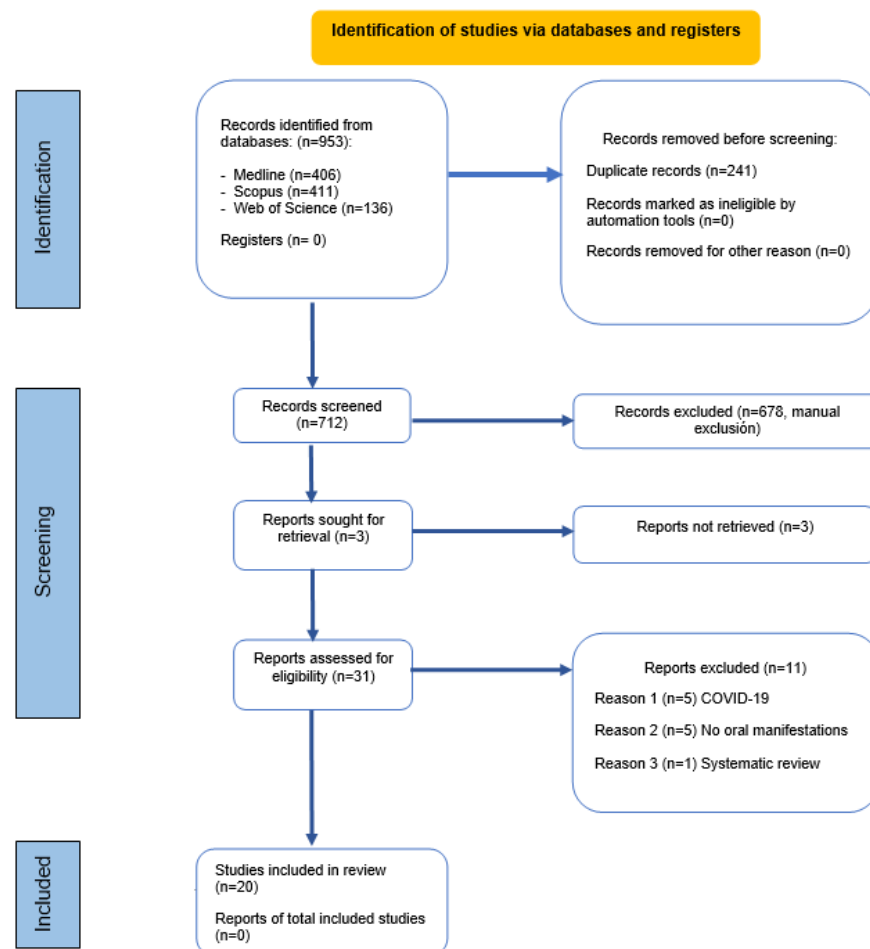 Identification of studies via databases and registers
Identification
Records identified from
databases: (n=953):
- Medline (n=406)
- Scopus (n=411)
- Web of Science (n=136)
Registers (n= 0)
Records removed before screening:
Duplicate records (n=241)
Records marked as ineligible by
automation tools (n=0)
Records removed for other reason (n=0)
Screening
Records screened
(n=712)
Records excluded (n=678, manual
exclusión)
Reports sought for
retrieval (n=3)
Reports not retrieved (n=3)
Reports assessed for
eligibility (n=31)
Reports excluded (n=11)
Reason 1 (n=5) COVID-19
Reason 2 (n=5) No oral manifestations
Reason 3 (n=1) Systematic review
Included
Studies included in review
(n=20)
Reports of total included studies
(n=0)